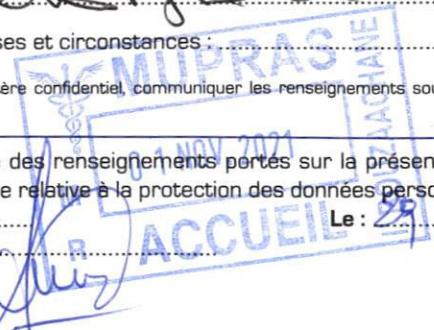 ses et circonstances :
MUPRAS
ère confidentiel, communiquer les renseignements sou
01 NOV 2021
des renseignements portés sur la présen
e relative à la protection des données perso
Le : 29
ACCUEIL